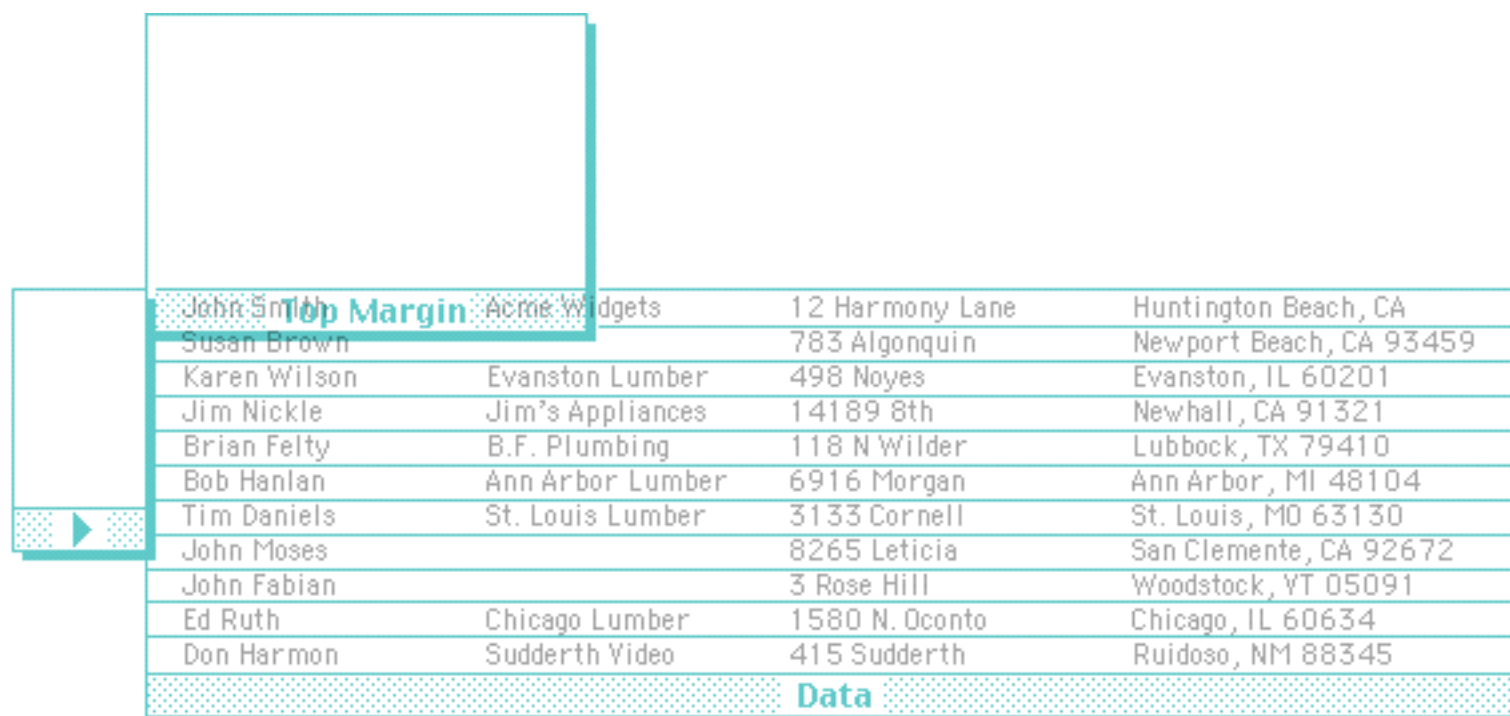 John Smith Top Margin Acme Widgets 12 Harmony Lane Huntington Beach, CA
Susan Brown 783 Algonquin Newport Beach, CA 93459
Karen Wilson Evanston Lumber 498 Noyes Evanston, IL 60201
Jim Nickle Jim's Appliances 14189 8th Newhall, CA 91321
Brian Felty B.F. Plumbing 118 N Wilder Lubbock, TX 79410
Bob Hanlan Ann Arbor Lumber 6916 Morgan Ann Arbor, MI 48104
Tim Daniels St. Louis Lumber 3133 Cornell St. Louis, MO 63130
John Moses 8265 Leticia San Clemente, CA 92672
John Fabian 3 Rose Hill Woodstock, VT 05091
Ed Ruth Chicago Lumber 1580 N. Oconto Chicago, IL 60634
Don Harmon Sudderth Video 415 Sudderth Ruidoso, NM 88345
Data